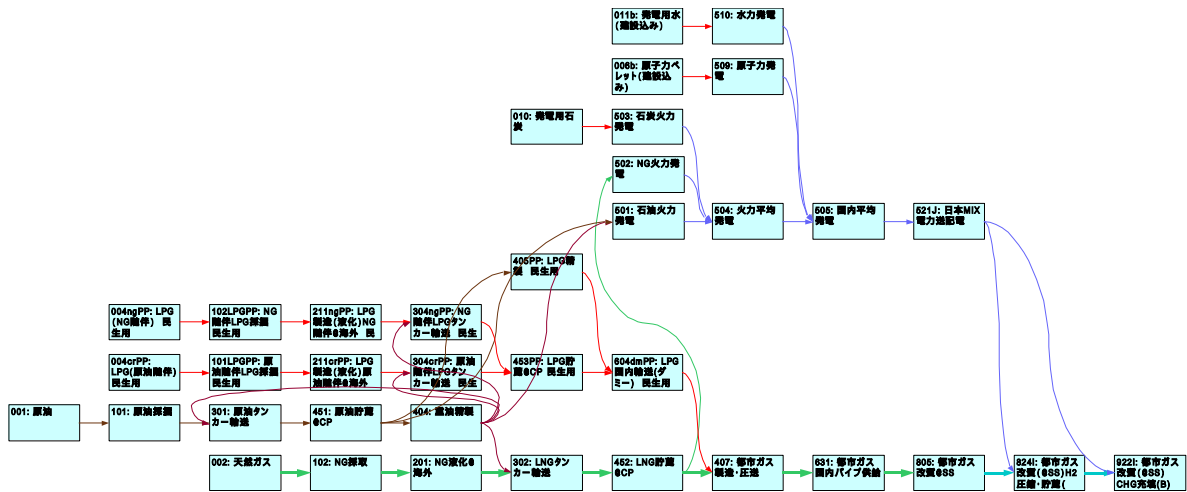 011b: 発電用水
(建設込み)
510: 水力発電
006b: 原子力ペ
レット(建設込
み)
509: 原子力発
電
010: 発電用石
炭
503: 石炭火力
発電
502: NG火力発
電
501: 石油火力
発電
504: 火力平均
発電
505: 国内平均
発電
521J: 日本MIX
電力送配電
405PP: LPG精
製 民生用
004ngPP: LPG
(NG随伴) 民
生用
102LPGPP: NG
随伴LPG採掘
民生用
211ngPP: LPG
製造(液化)NG
随伴@海外 民
304ngPP: NG
随伴LPGタン
カー輸送 民生
004crPP:
LPG(原油随伴)
民生用
101LPGPP: 原
油随伴LPG採掘
民生用
211crPP: LPG
製造(液化)原
油随伴@海外
304crPP: 原油
随伴LPGタン
カー輸送 民生
453PP: LPG貯
蔵@CP 民生用
604dmPP: LPG
国内輸送(ダ
ミー) 民生用
001: 原油
101: 原油採掘
301: 原油タン
カー輸送
451: 原油貯蔵
@CP
404: 重油精製
002: 天然ガス
102: NG採取
201: NG液化@
海外
302: LNGタン
カー輸送
452: LNG貯蔵
@CP
407: 都市ガス
製造・圧送
631: 都市ガス
国内パイプ供給
805: 都市ガス
改質@SS
824I: 都市ガス
改質(@SS)H2
圧縮・貯蔵(
922I: 都市ガス
改質(@SS)
CHG充填(B)